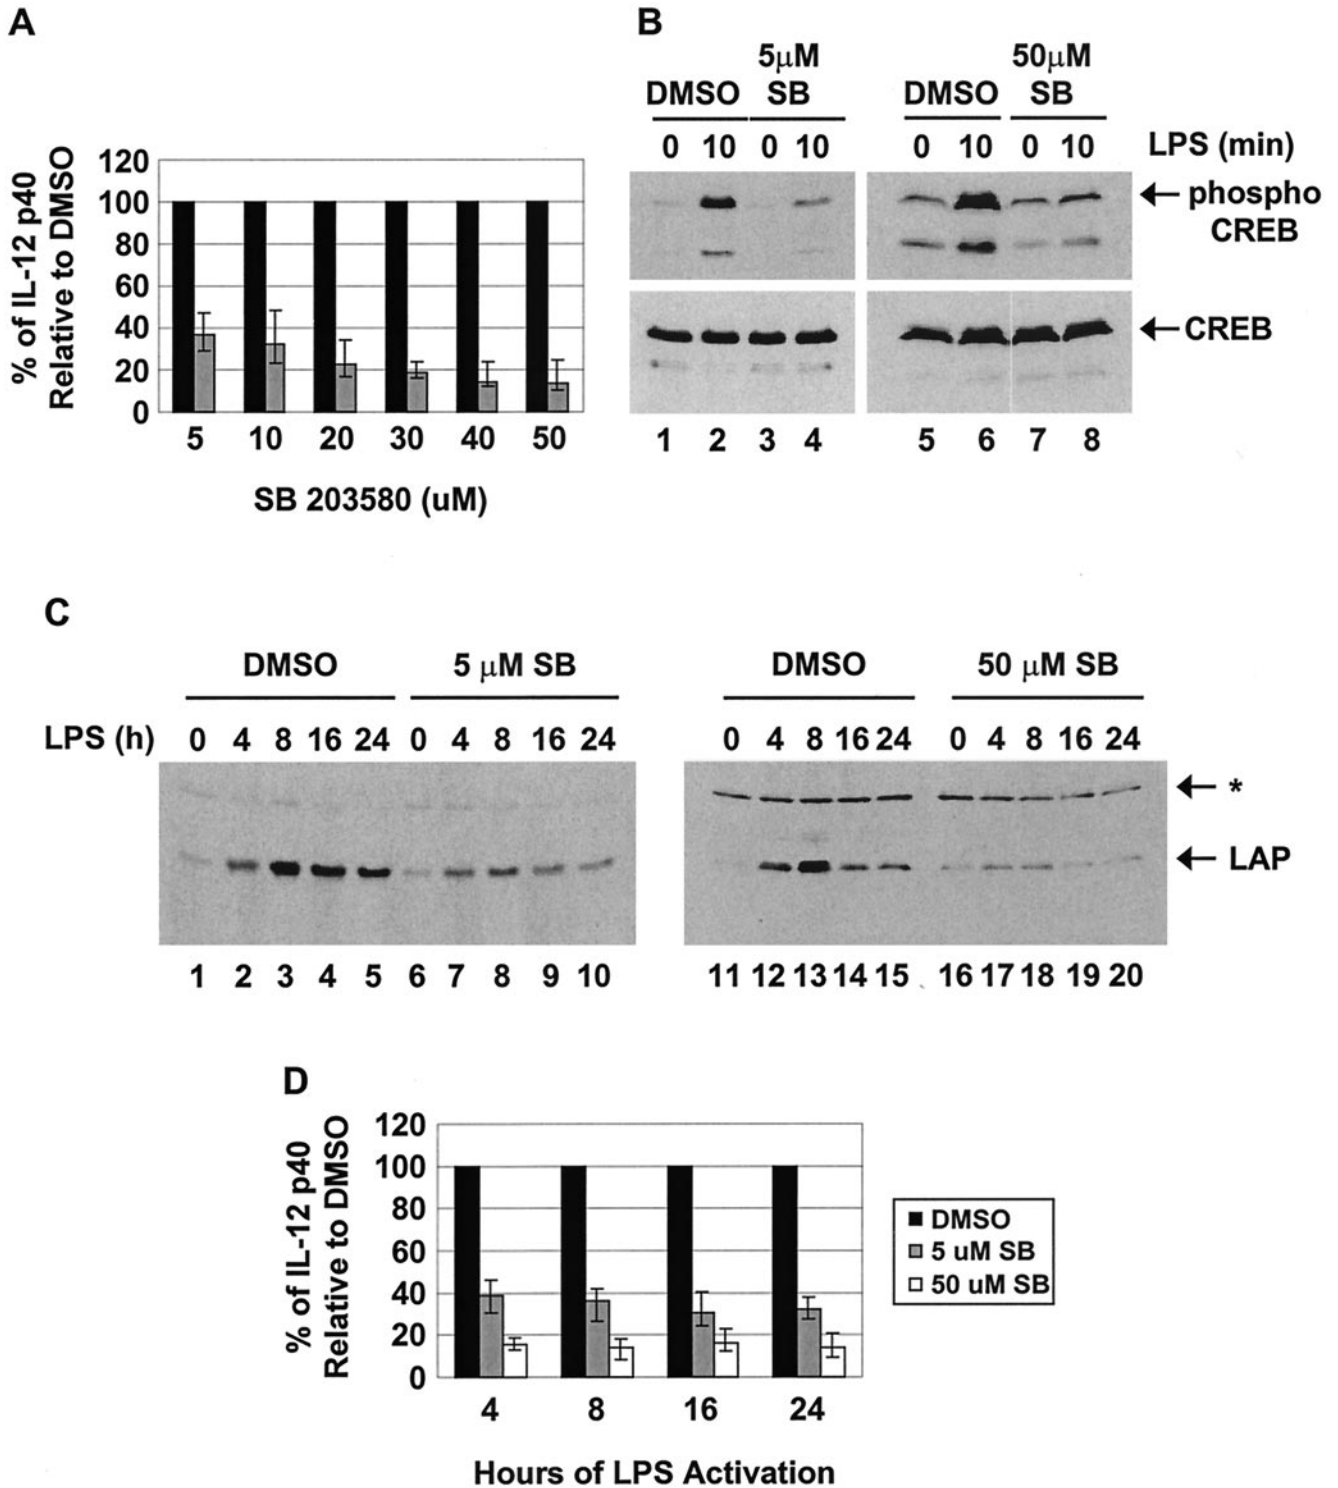 A
% of IL-12 p40
Relative to DMSO
120
100
80
60
40
20
0
5 10 20 30 40 50
SB 203580 (uM)
B
5μM
DMSO SB
50μM
DMSO SB
0 10 0 10
0 10 0 10
LPS (min)
phospho
CREB
CREB
1 2 3 4
5 6 7 8
C
DMSO 5 μM SB
DMSO 50 μM SB
LPS (h) 0 4 8 16 24 0 4 8 16 24
0 4 8 16 24 0 4 8 16 24
*
LAP
1 2 3 4 5 6 7 8 9 10
11 12 13 14 15 16 17 18 19 20
D
% of IL-12 p40
Relative to DMSO
120
100
80
60
40
20
0
4 8 16 24
Hours of LPS Activation
DMSO
5 uM SB
50 uM SB